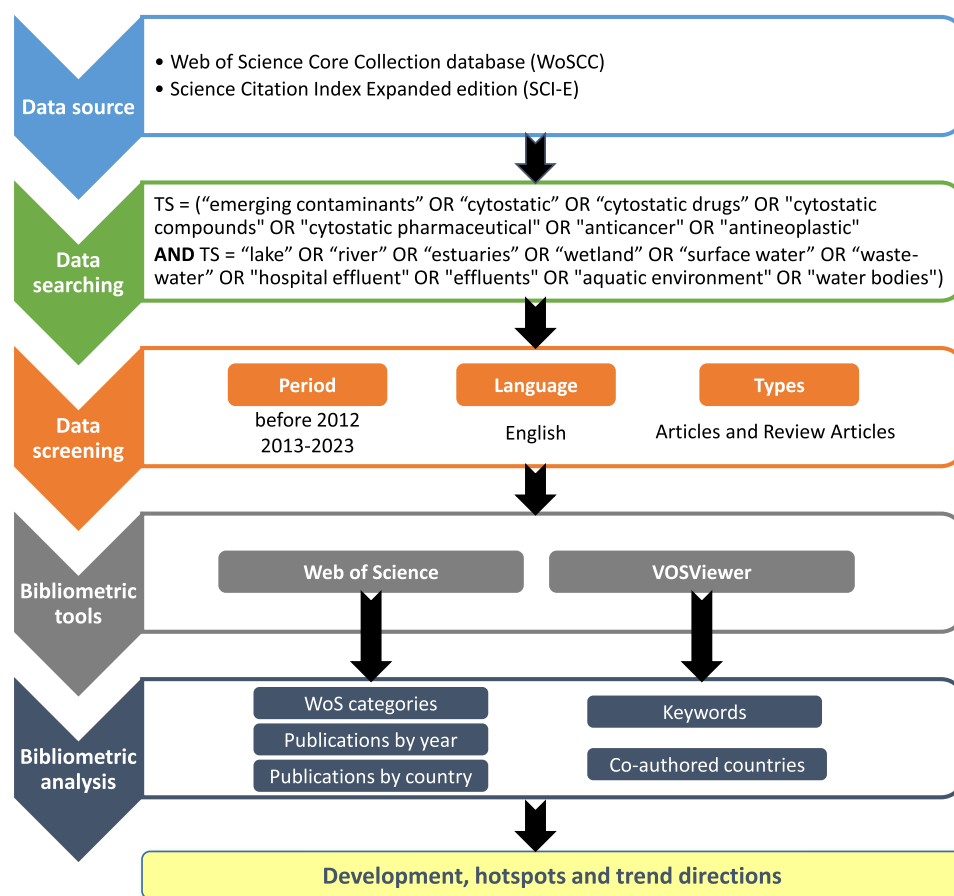 Data source
• Web of Science Core Collection database (WoSCC)
• Science Citation Index Expanded edition (SCI-E)
Data
searching
TS = (“emerging contaminants” OR “cytostatic” OR “cytostatic drugs” OR "cytostatic
compounds" OR "cytostatic pharmaceutical" OR "anticancer" OR "antineoplastic"
AND TS = “lake” OR “river” OR “estuaries” OR “wetland” OR “surface water” OR “waste-
water” OR "hospital effluent" OR "effluents" OR "aquatic environment" OR "water bodies")
Data
screening
Period
before 2012
2013-2023
Language
English
Types
Articles and Review Articles
Bibliometric
tools
Web of Science
VOSViewer
Bibliometric
analysis
WoS categories
Publications by year
Publications by country
Keywords
Co-authored countries
Development, hotspots and trend directions